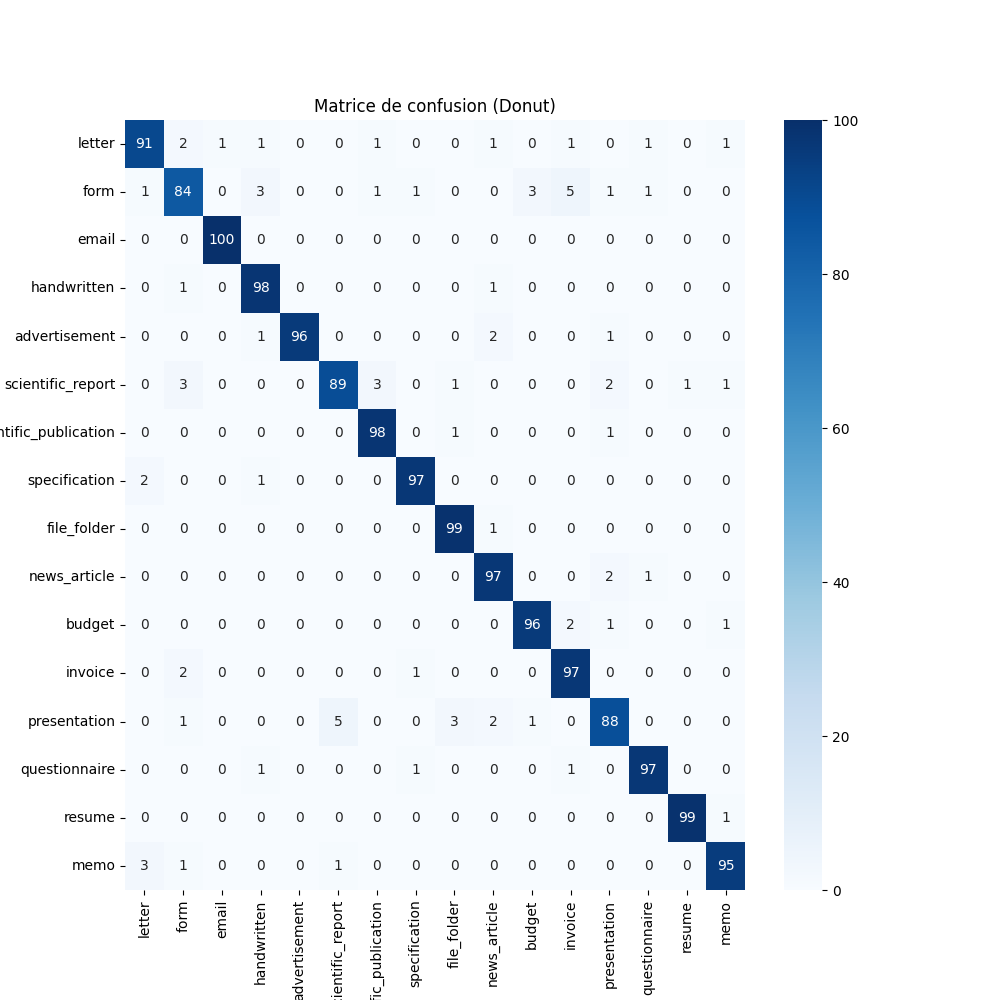 Matrice de confusion (Donut)
letter 91 2 1 1 0 0 1 0 0 1 0 1 0 1 0 1
form 1 84 0 3 0 0 1 1 0 0 3 5 1 1 0 0
email 0 0 100 0 0 0 0 0 0 0 0 0 0 0 0 0
handwritten 0 1 0 98 0 0 0 0 0 1 0 0 0 0 0 0
advertisement 0 0 0 1 96 0 0 0 0 2 0 0 1 0 0 0
scientific_report 0 3 0 0 0 89 3 0 1 0 0 0 2 0 1 1
ntific_publication 0 0 0 0 0 0 98 0 1 0 0 0 1 0 0 0
specification 2 0 0 1 0 0 0 97 0 0 0 0 0 0 0 0
file_folder 0 0 0 0 0 0 0 0 99 1 0 0 0 0 0 0
news_article 0 0 0 0 0 0 0 0 0 97 0 0 2 1 0 0
budget 0 0 0 0 0 0 0 0 0 0 96 2 1 0 0 1
invoice 0 2 0 0 0 0 0 1 0 0 0 97 0 0 0 0
presentation 0 1 0 0 0 5 0 0 3 2 1 0 88 0 0 0
questionnaire 0 0 0 1 0 0 0 1 0 0 0 1 0 97 0 0
resume 0 0 0 0 0 0 0 0 0 0 0 0 0 0 99 1
memo 3 1 0 0 0 1 0 0 0 0 0 0 0 0 0 95
letter
form
email
handwritten
advertisement
cientific_report
fic_publication
specification
file_folder
news_article
budget
invoice
presentation
questionnaire
resume
memo
100
80
60
40
20
0